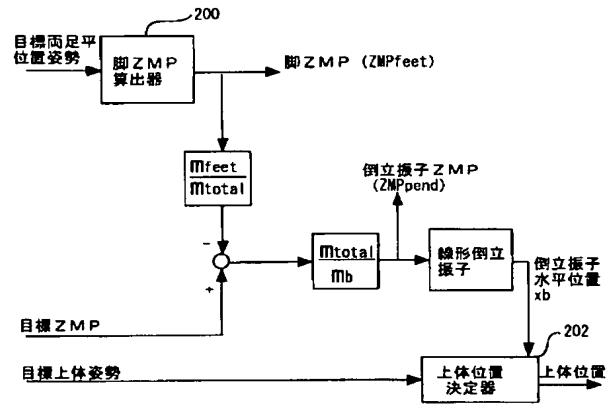 200
目標両足平
位置姿勢
脚ZMP
算出器
脚ZMP (ZMPfeet)
mfeet
mtotal
倒立振子ZMP
(ZMPpend)
−
+
mtotal
mb
線形倒立
振子
倒立振子
水平位置
xb
目標ZMP
202
目標上体姿勢
上体位置
決定器
上体位置